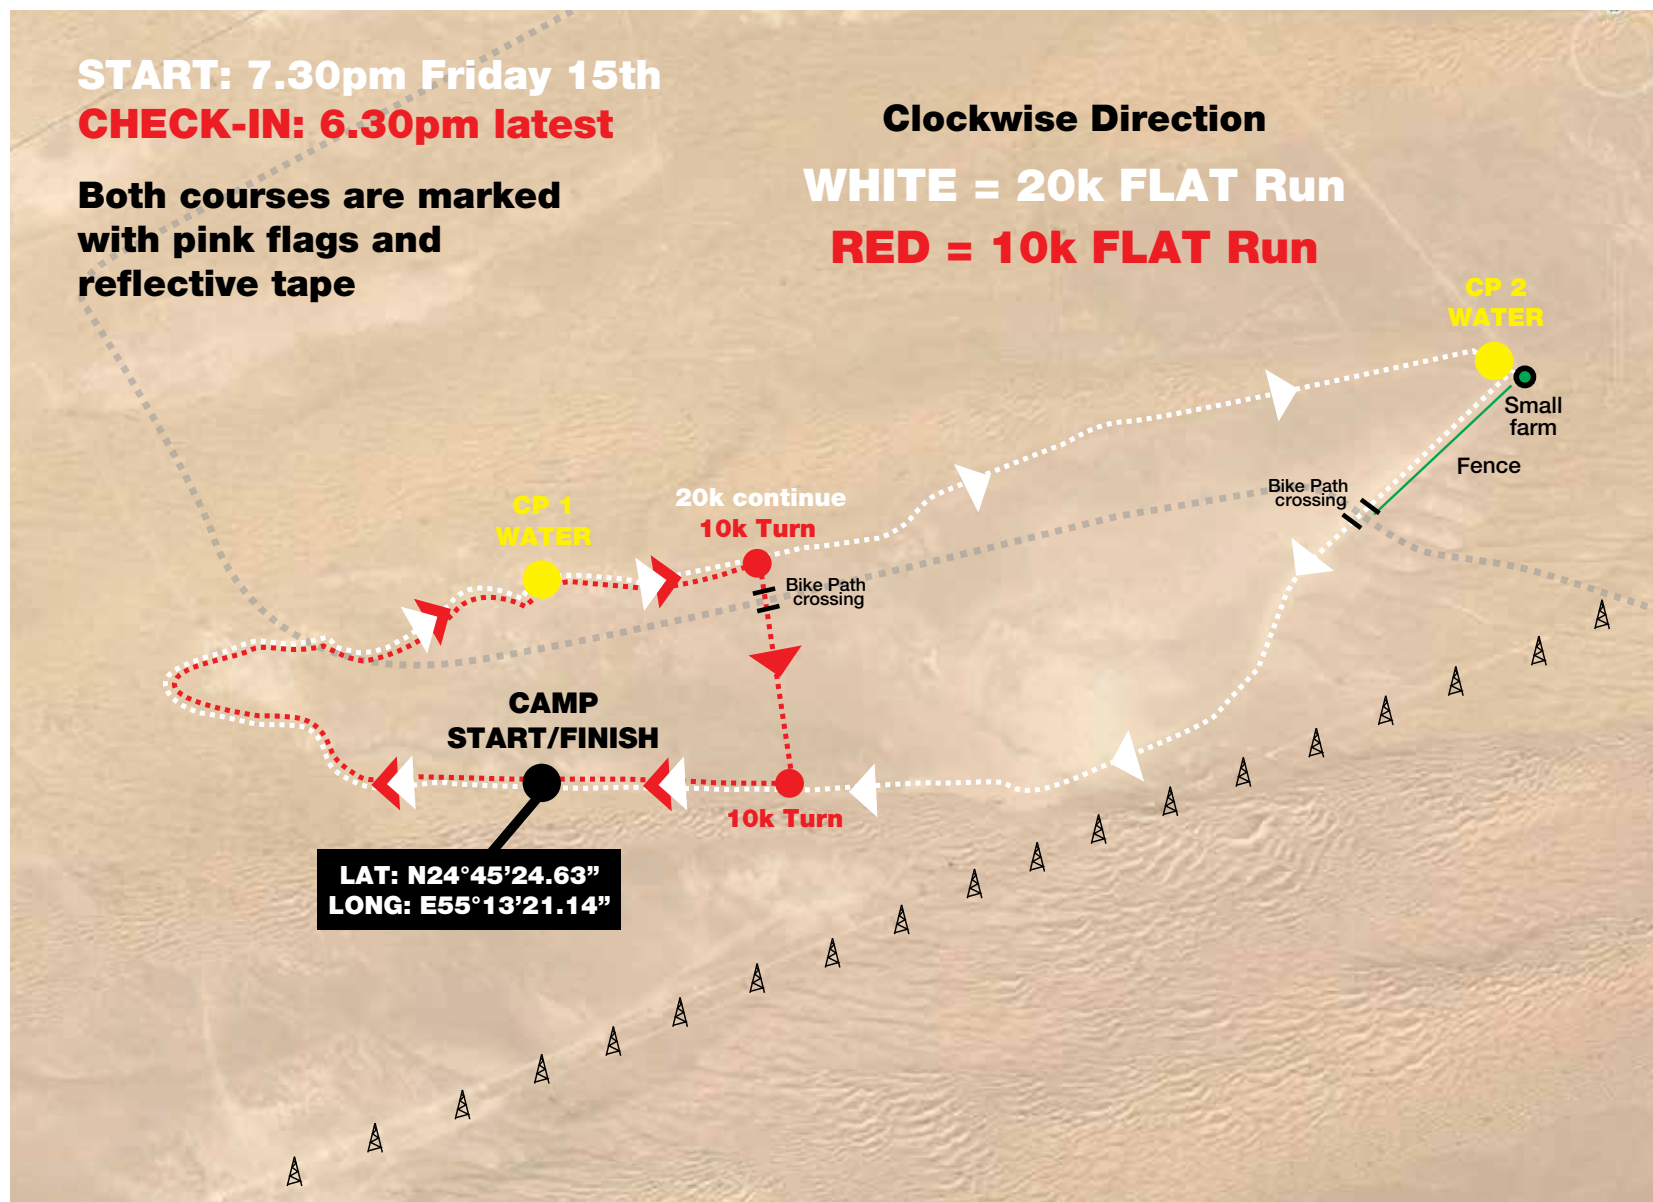 START: 7.30pm Friday 15th
CHECK-IN: 6.30pm latest
Both courses are marked
with pink flags and
reflective tape
Clockwise Direction
WHITE = 20k FLAT Run
RED = 10k FLAT Run
CP 2
WATER
Small
farm
Fence
Bike Path
crossing
20k continue
10k Turn
CP 1
WATER
Bike Path
crossing
CAMP
START/FINISH
10k Turn
LAT: N24°45’24.63”
LONG: E55°13’21.14”